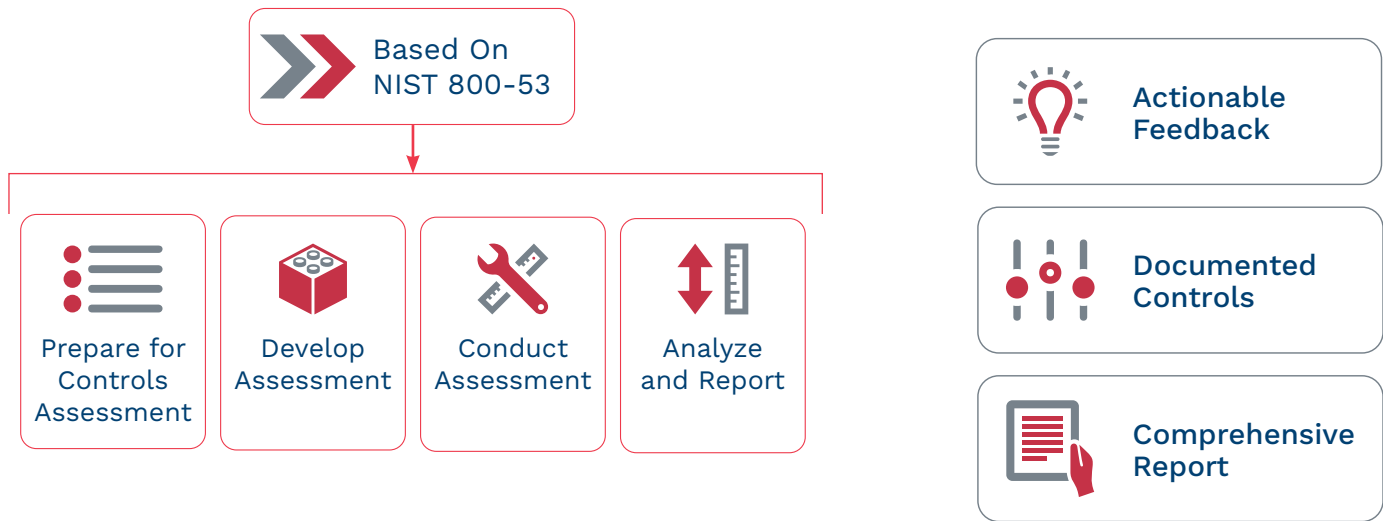 Based On
NIST 800-53
Prepare for
Controls
Assessment
Develop
Assessment
Conduct
Assessment
Analyze
and Report
Actionable
Feedback
Documented
Controls
Comprehensive
Report